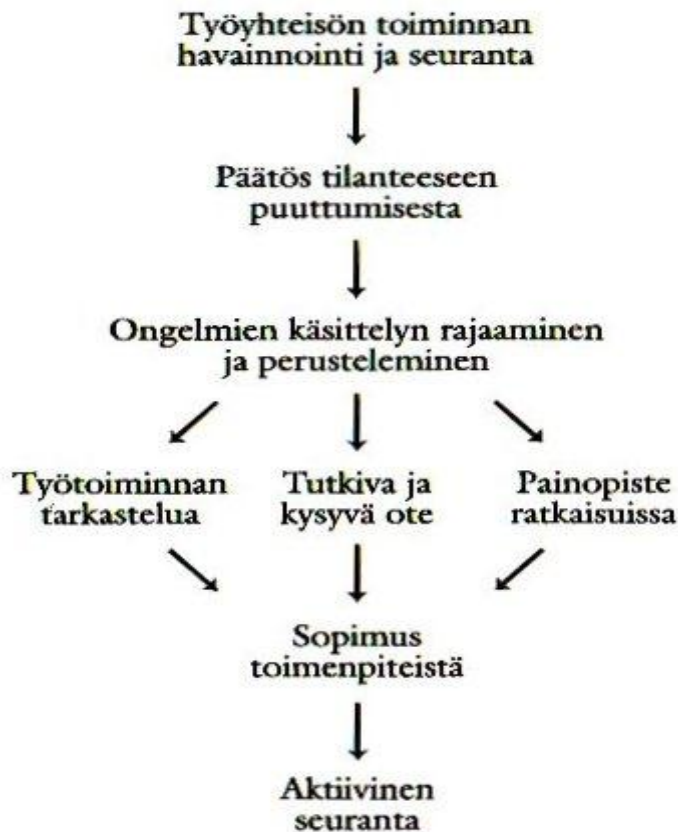 Työyhteisön toiminnan
havainnointi ja seuranta
Päätös tilanteeseen
puuttumisesta
Ongelmien käsittelyn rajaaminen
ja perusteleminen
Työtoiminnan
tarkastelua
Tutkiva ja
kysyvä ote
Painopiste
ratkaisuissa
Sopimus
toimenpiteistä
Aktiivinen
seuranta